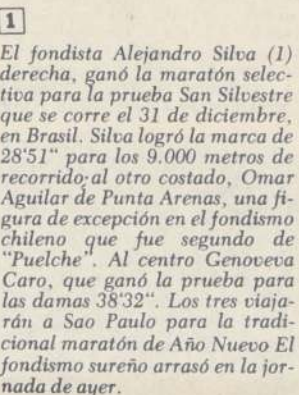 1
El fondista Alejandro Silva (1)
derecha, ganó la maratón selec-
tiva para la prueba San Silvestre
que se corre el 31 de diciembre,
en Brasil. Silva logró la marca de
28'51" para los 9.000 metros de
recorrido; al otro costado, Omar
Aguilar de Punta Arenas, una fi-
gura de excepción en el fondismo
chileno que fue segundo de
"Puelche". Al centro Genoveva
Caro, que ganó la prueba para
las damas 38'32". Los tres viaja-
rán a Sao Paulo para la tradi-
cional maratón de Año Nuevo El
fondismo sureño arrasó en la jor-
nada de ayer.